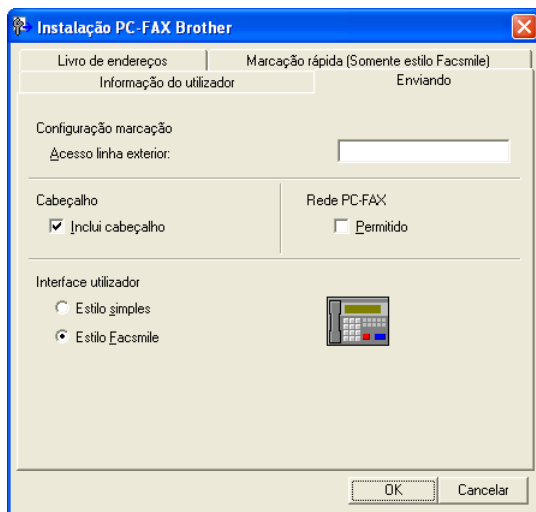 Instalação PC-FAX Brother
Livro de endereços
Marcação rápida (Somente estilo Facsmile)
Informação do utilizador
Enviando
Configuração marcação
Acesso linha exterior:
Cabeçalho
Rede PC-FAX
Inclui cabeçalho
Permitido
Interface utilizador
Estilo simples
Estilo Facsmile
OK
Cancelar